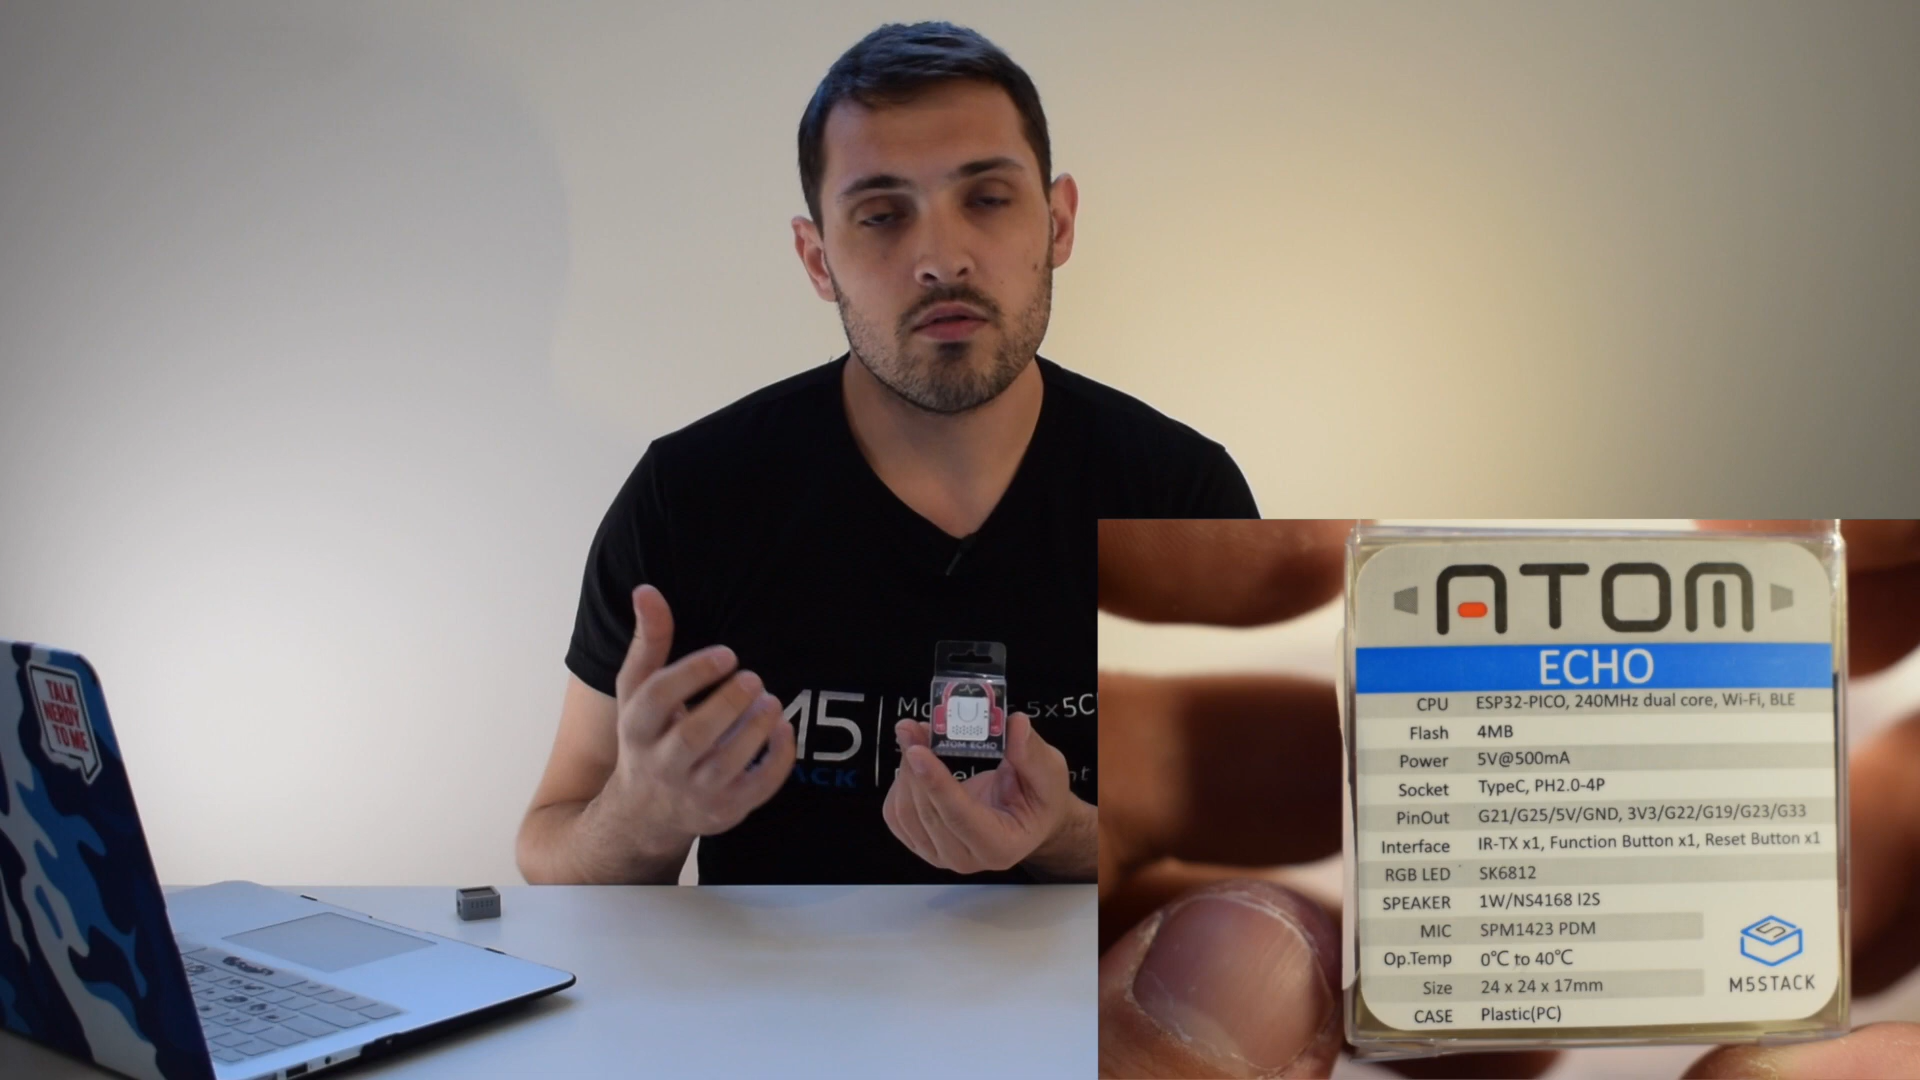 TALK
NERDY
TO ME
M5
5x5C
ATOM ECHO
ATOM
ECHO
CPU ESP32-PICO, 240MHz dual core, Wi-Fi, BLE
Flash 4MB
Power 5V@500mA
Socket TypeC, PH2.0-4P
PinOut G21/G25/5V/GND, 3V3/G22/G19/G23/G33
Interface IR-TX x1, Function Button x1, Reset Button x1
RGB LED SK6812
SPEAKER 1W/NS4168 I2S
MIC SPM1423 PDM
Op.Temp 0℃ to 40℃
Size 24 x 24 x 17mm
CASE Plastic(PC)
M5STACK